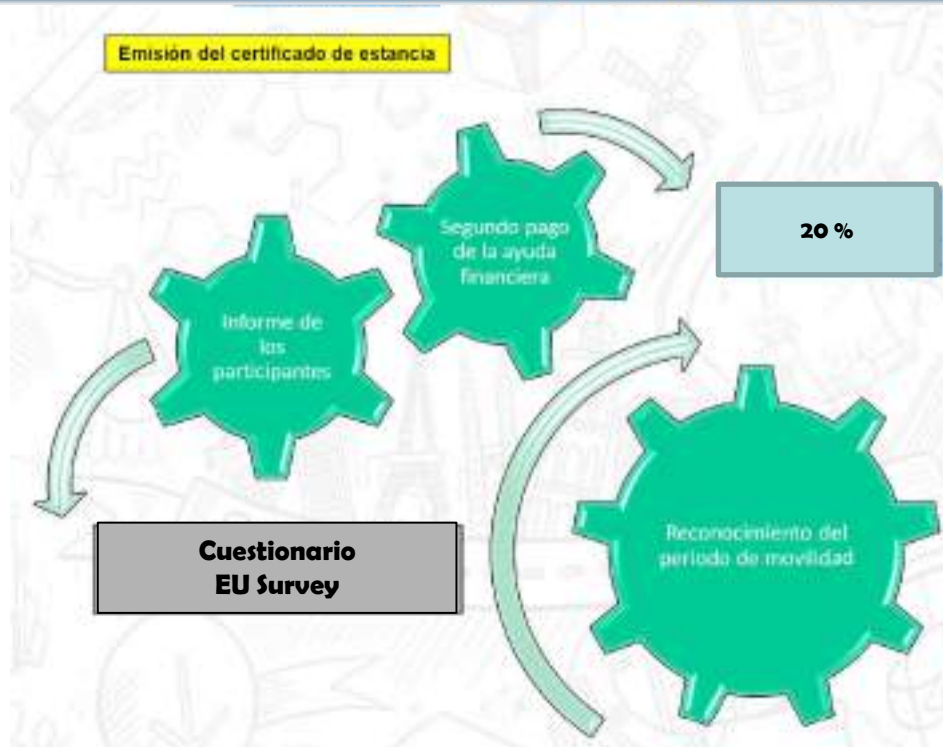 Emisión del certificado de estancia
Segundo pago
de la ayuda
financiera
20 %
Informe de
los
participantes
Cuestionario
EU Survey
Reconocimiento del
periodo de movilidad